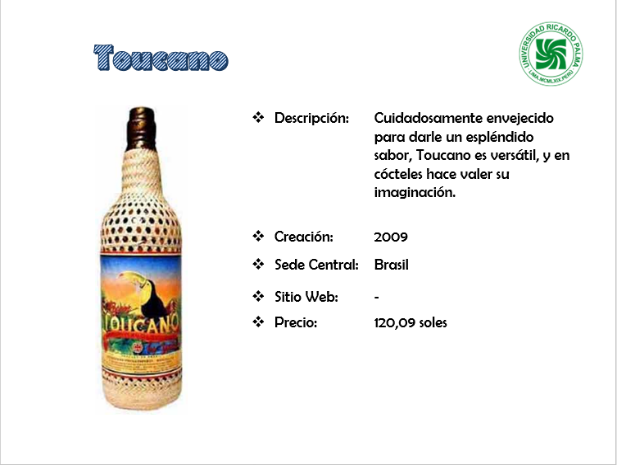 Toucano
UNIVERSIDAD RICARDO PALMA
LIMA, MCMLXIX, PERÚ
❖ Descripción: Cuidadosamente envejecido
para darle un espléndido
sabor, Toucano es versátil, y en
cócteles hace valer su
imaginación.
❖ Creación: 2009
❖ Sede Central: Brasil
❖ Sitio Web: -
❖ Precio: 120,09 soles
TOUCANO